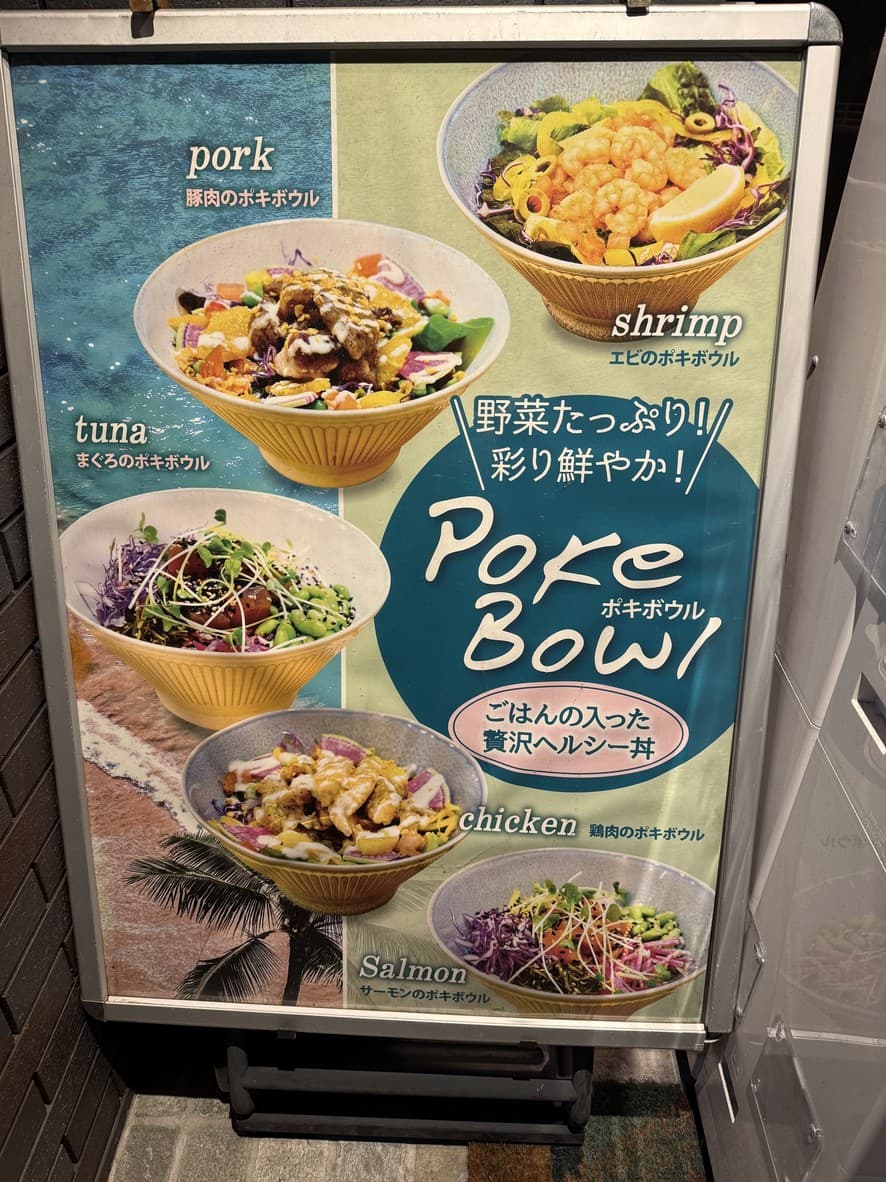 pork
豚肉のポキボウル
shrimp
エビのポキボウル
tuna
まぐろのポキボウル
野菜たっぷり!
彩り鮮やか!
Poke
ポキボウル
Bowl
ごはんの入った
贅沢ヘルシー丼
chicken 鶏肉のポキボウル
Salmon
サーモンのポキボウル